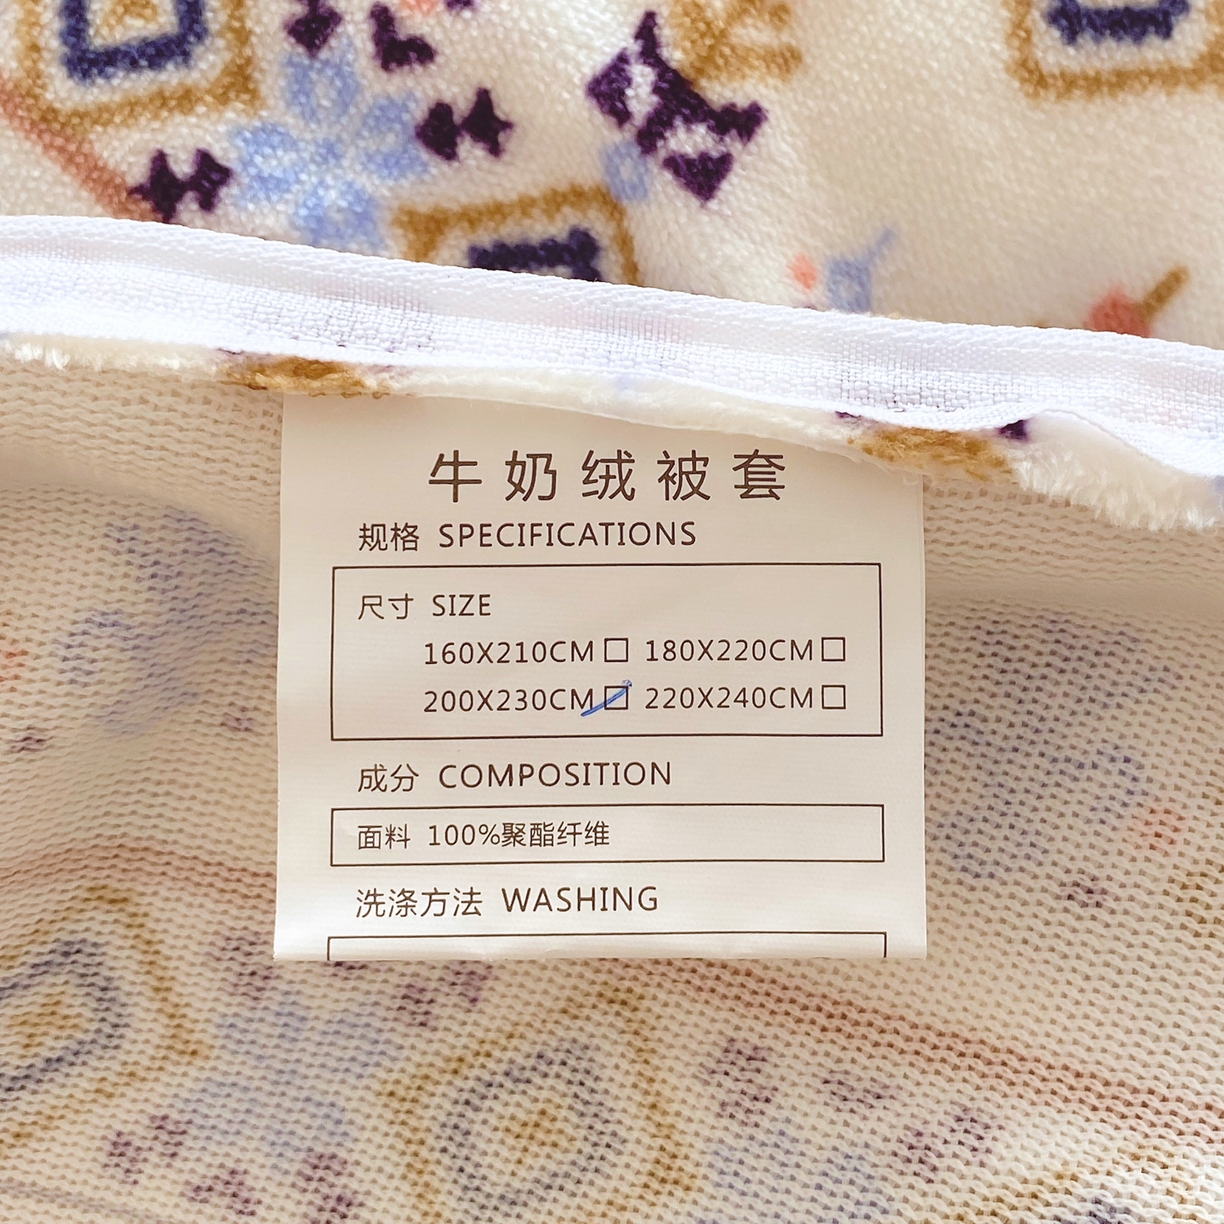 牛奶绒被套
规格 SPECIFICATIONS
尺寸 SIZE
160X210CM☐ 180X220CM☐
200X230CM☑ 220X240CM☐
成分 COMPOSITION
面料 100%聚酯纤维
洗涤方法 WASHING